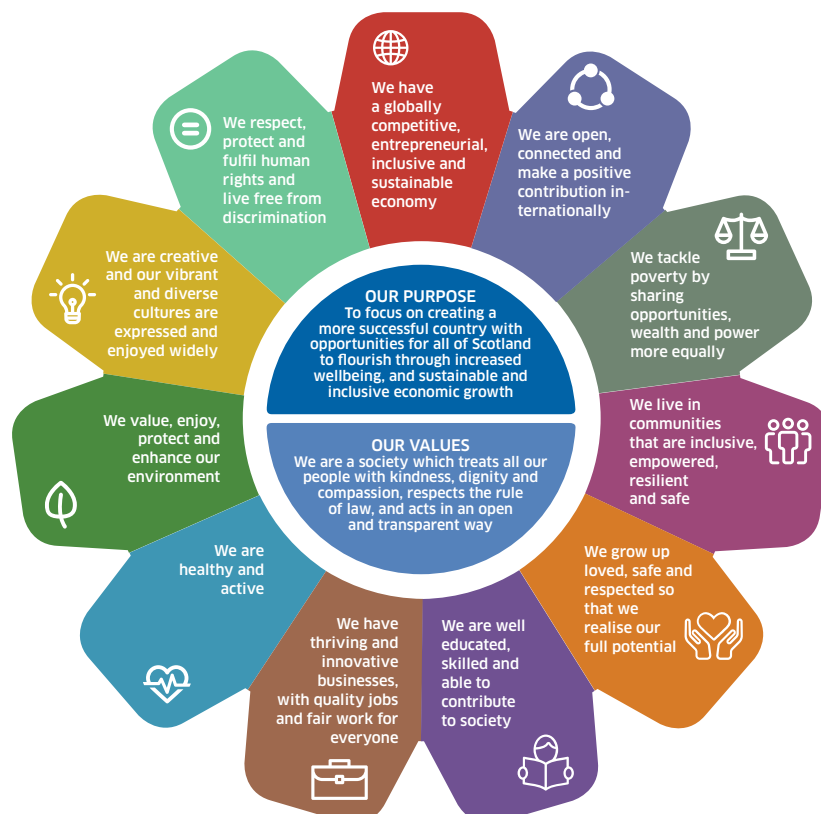 We have
a globally
competitive,
entrepreneurial,
inclusive and
sustainable
economy
We are open,
connected and
make a positive
contribution in-
ternationally
We tackle
poverty by
sharing
opportunities,
wealth and power
more equally
We live in
communities
that are inclusive,
empowered,
resilient
and safe
We grow up
loved, safe and
respected so
that we
realise our
full potential
We are well
educated,
skilled and
able to
contribute
to society
We have
thriving and
innovative
businesses,
with quality jobs
and fair work for
everyone
We are
healthy and
active
We value, enjoy,
protect and
enhance our
environment
We are creative
and our vibrant
and diverse
cultures are
expressed and
enjoyed widely
We respect,
protect and
fulfil human
rights and
live free from
discrimination
OUR PURPOSE
To focus on creating a
more successful country with
opportunities for all of Scotland
to flourish through increased
wellbeing, and sustainable and
inclusive economic growth
OUR VALUES
We are a society which treats all our
people with kindness, dignity and
compassion, respects the rule
of law, and acts in an open
and transparent way